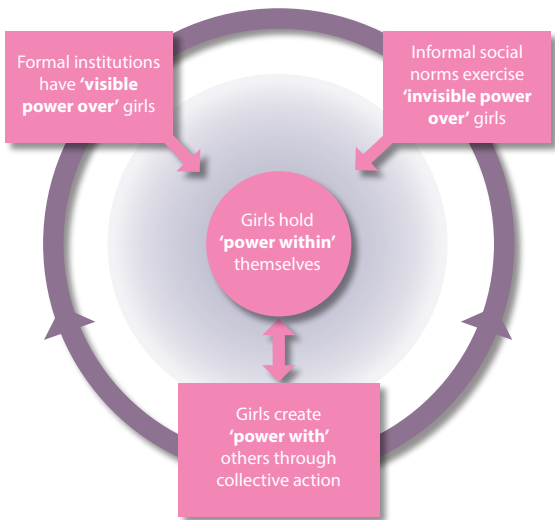 Formal institutions
have ‘visible
power over’ girls
Informal social
norms exercise
‘invisible power
over’ girls
Girls hold
‘power within’
themselves
Girls create
‘power with’
others through
collective action